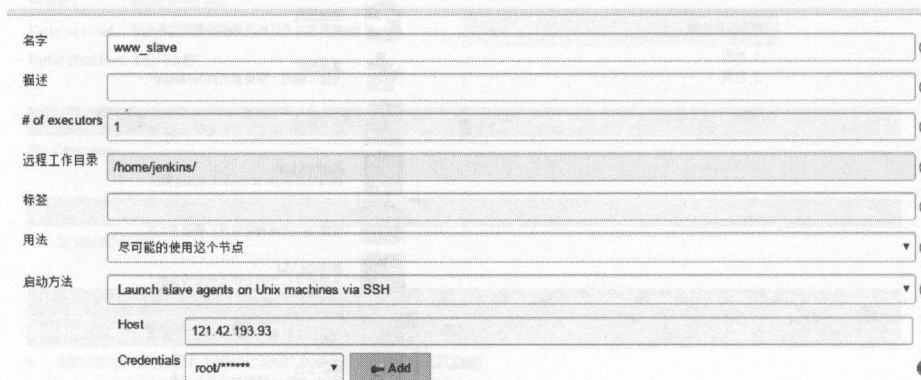 名字 www_slave
描述
# of executors 1
远程工作目录 /home/jenkins/
标签
用法 尽可能的使用这个节点
启动方法 Launch slave agents on Unix machines via SSH
Host 121.42.193.93
Credentials root/****** Add